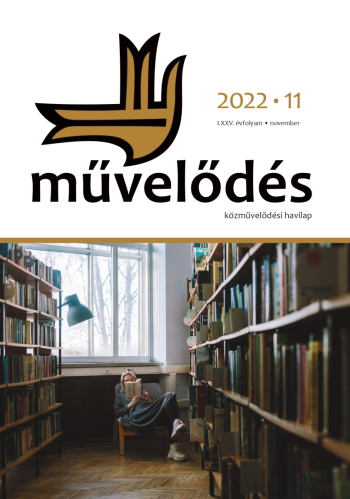 2022 • 11
LXXV. évfolyam • november
művelődés
közművelődési havilap